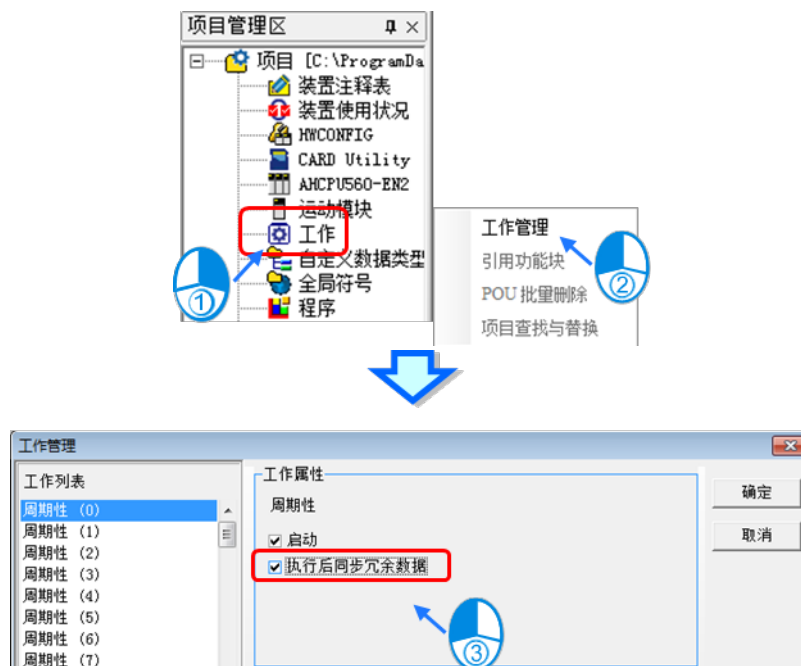 项目管理区
项目 [C:\ProgramDa
装置注释表
装置使用状况
HWCONFIG
CARD Utility
AHCPU560-EN2
运动模块
工作
自定义数据类型
全局符号
程序
①
工作管理
引用功能块
POU 批量删除
项目查找与替换
②
工作管理
工作列表
周期性 (0)
周期性 (1)
周期性 (2)
周期性 (3)
周期性 (4)
周期性 (5)
周期性 (6)
周期性 (7)
工作属性
周期性
启动
执行后同步冗余数据
③
确定
取消